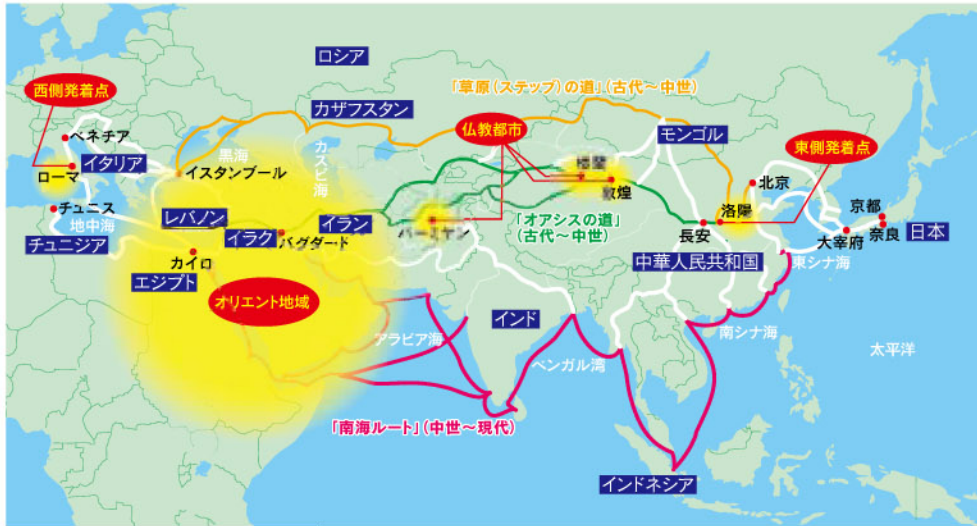 ロシア
西側発着点
カザフスタン
「草原(ステップ)の道」(古代～中世)
仏教都市
モンゴル
東側発着点
ベネチア
イタリア
ローマ
黒海
カスピ海
イスタンブール
楼蘭
敦煌
北京
洛陽
長安
京都
奈良
大宰府
日本
チュニス
地中海
チュニジア
レバノン
イラク
イラン
バグダード
バーミヤン
「オアシスの道」
(古代～中世)
中華人民共和国
東シナ海
カイロ
エジプト
オリエント地域
アラビア海
インド
ベンガル湾
南シナ海
太平洋
「南海ルート」(中世～現代)
インドネシア